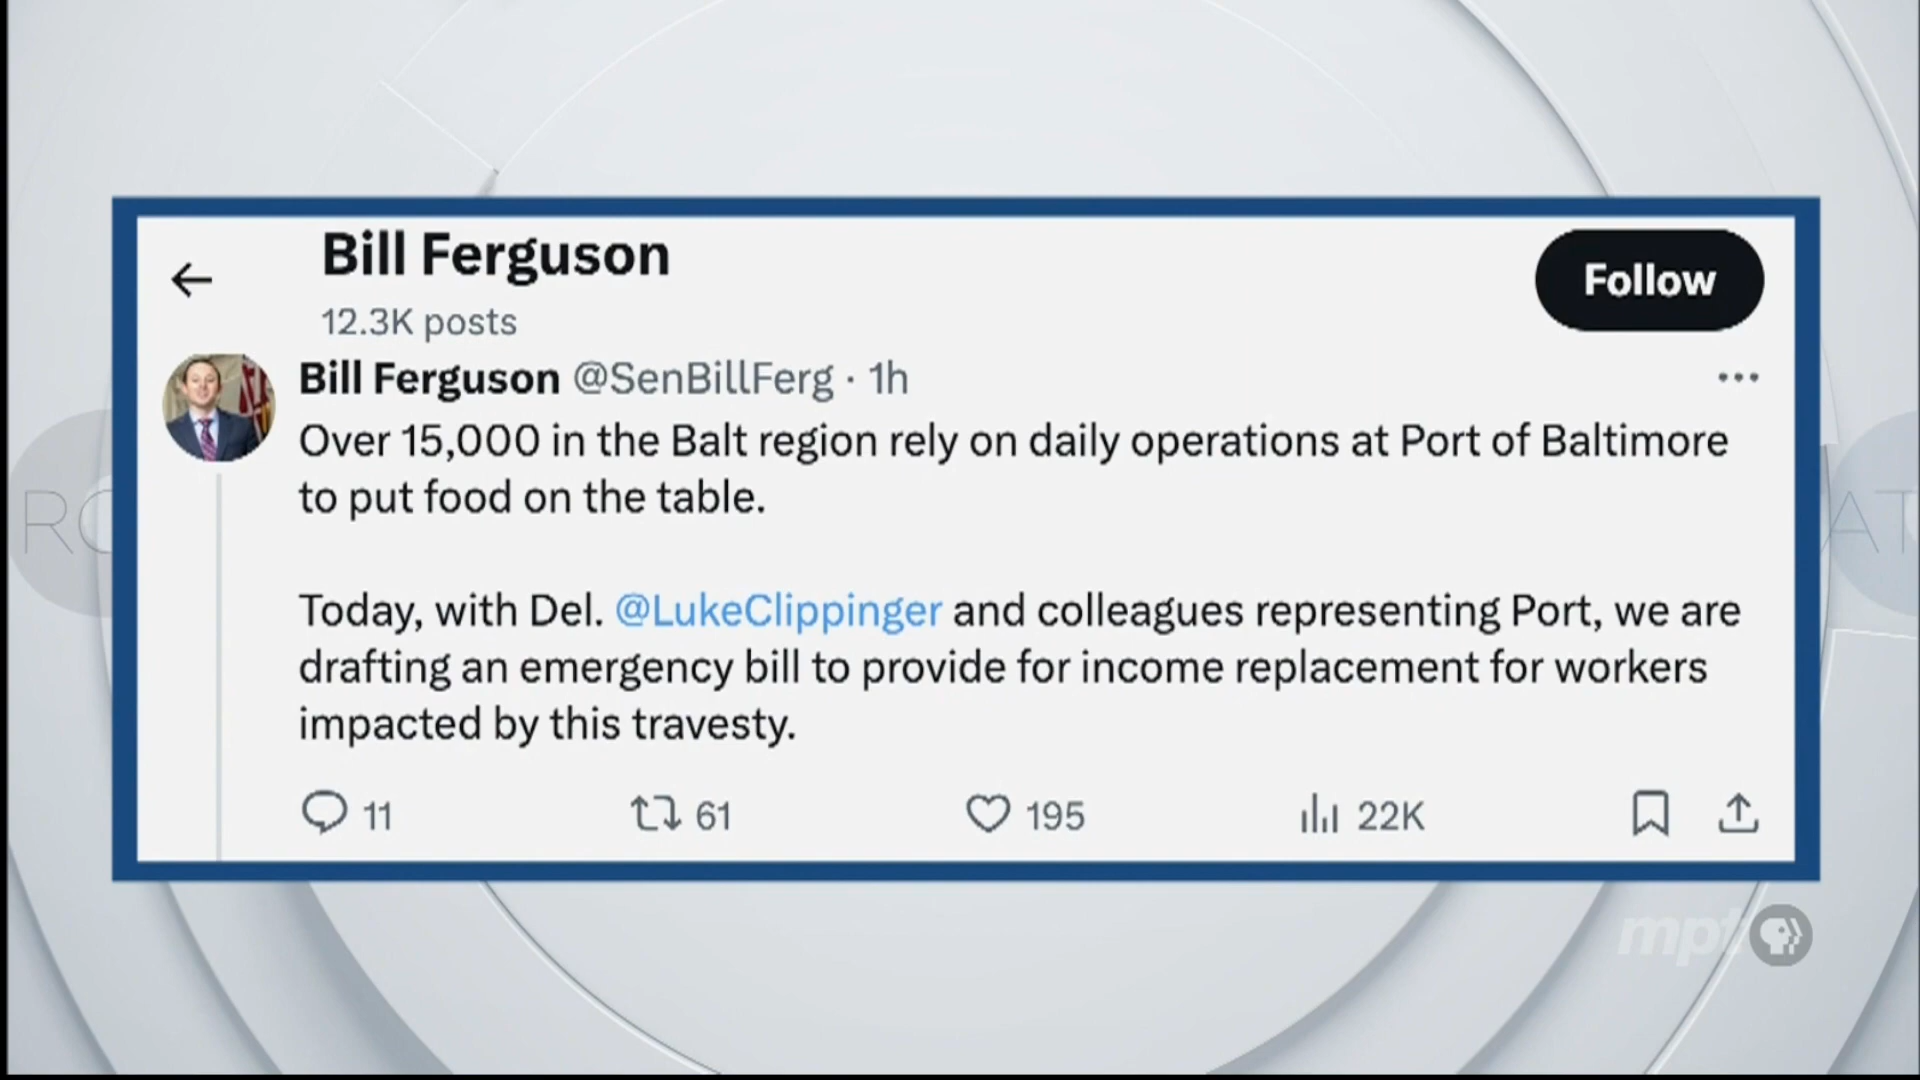 Bill Ferguson
12.3K posts
Follow
Bill Ferguson @SenBillFerg · 1h
Over 15,000 in the Balt region rely on daily operations at Port of Baltimore
to put food on the table.
Today, with Del. @LukeClippinger and colleagues representing Port, we are
drafting an emergency bill to provide for income replacement for workers
impacted by this travesty.
11 61 195 22K
mpt